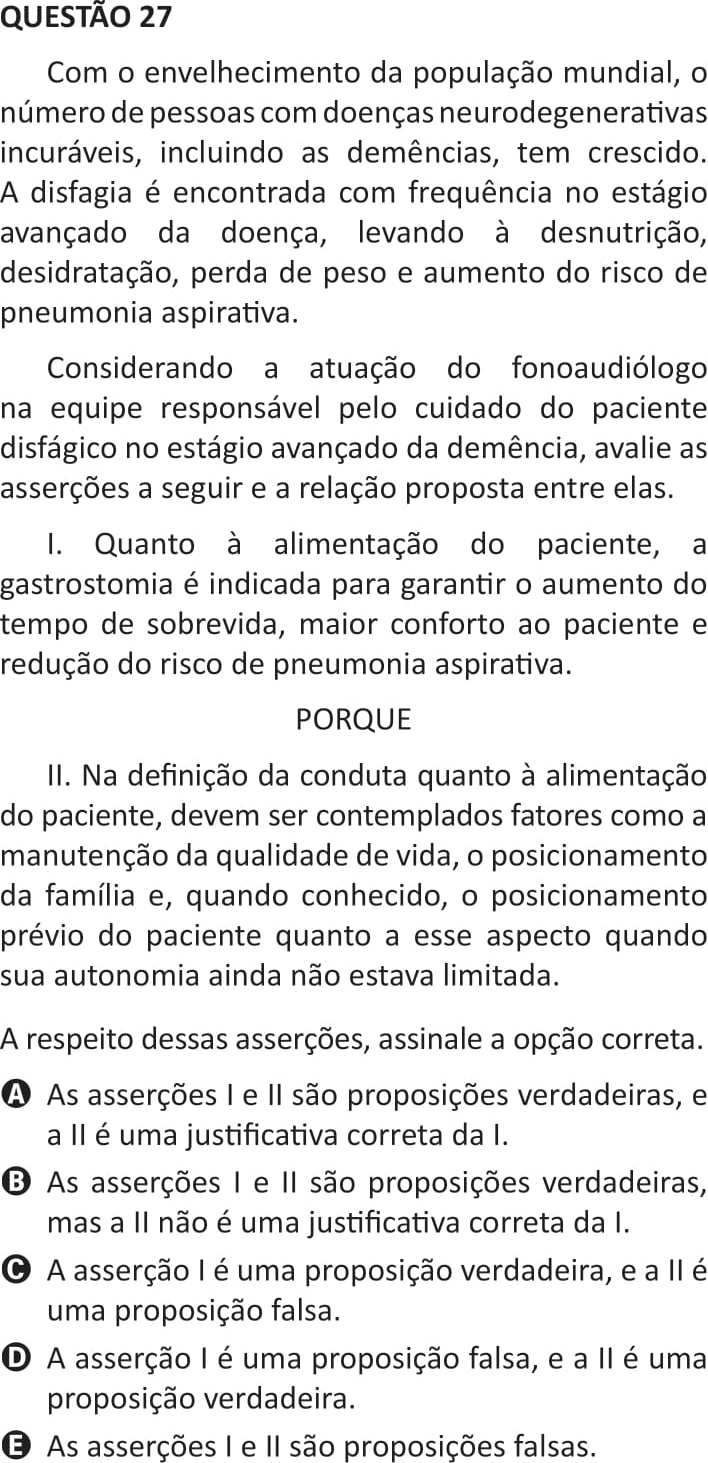 QUESTÃO 27
Com o envelhecimento da população mundial, o
número de pessoas com doenças neurodegenerativas
incuráveis, incluindo as demências, tem crescido.
A disfagia é encontrada com frequência no estágio
avançado da doença, levando à desnutrição,
desidratação, perda de peso e aumento do risco de
pneumonia aspirativa.
Considerando a atuação do fonoaudiólogo
na equipe responsável pelo cuidado do paciente
disfágico no estágio avançado da demência, avalie as
asserções a seguir e a relação proposta entre elas.
I. Quanto à alimentação do paciente, a
gastrostomia é indicada para garantir o aumento do
tempo de sobrevida, maior conforto ao paciente e
redução do risco de pneumonia aspirativa.
PORQUE
II. Na definição da conduta quanto à alimentação
do paciente, devem ser contemplados fatores como a
manutenção da qualidade de vida, o posicionamento
da família e, quando conhecido, o posicionamento
prévio do paciente quanto a esse aspecto quando
sua autonomia ainda não estava limitada.
A respeito dessas asserções, assinale a opção correta.
A As asserções I e II são proposições verdadeiras, e
a II é uma justificativa correta da I.
B As asserções I e II são proposições verdadeiras,
mas a II não é uma justificativa correta da I.
C A asserção I é uma proposição verdadeira, e a II é
uma proposição falsa.
D A asserção I é uma proposição falsa, e a II é uma
proposição verdadeira.
E As asserções I e II são proposições falsas.